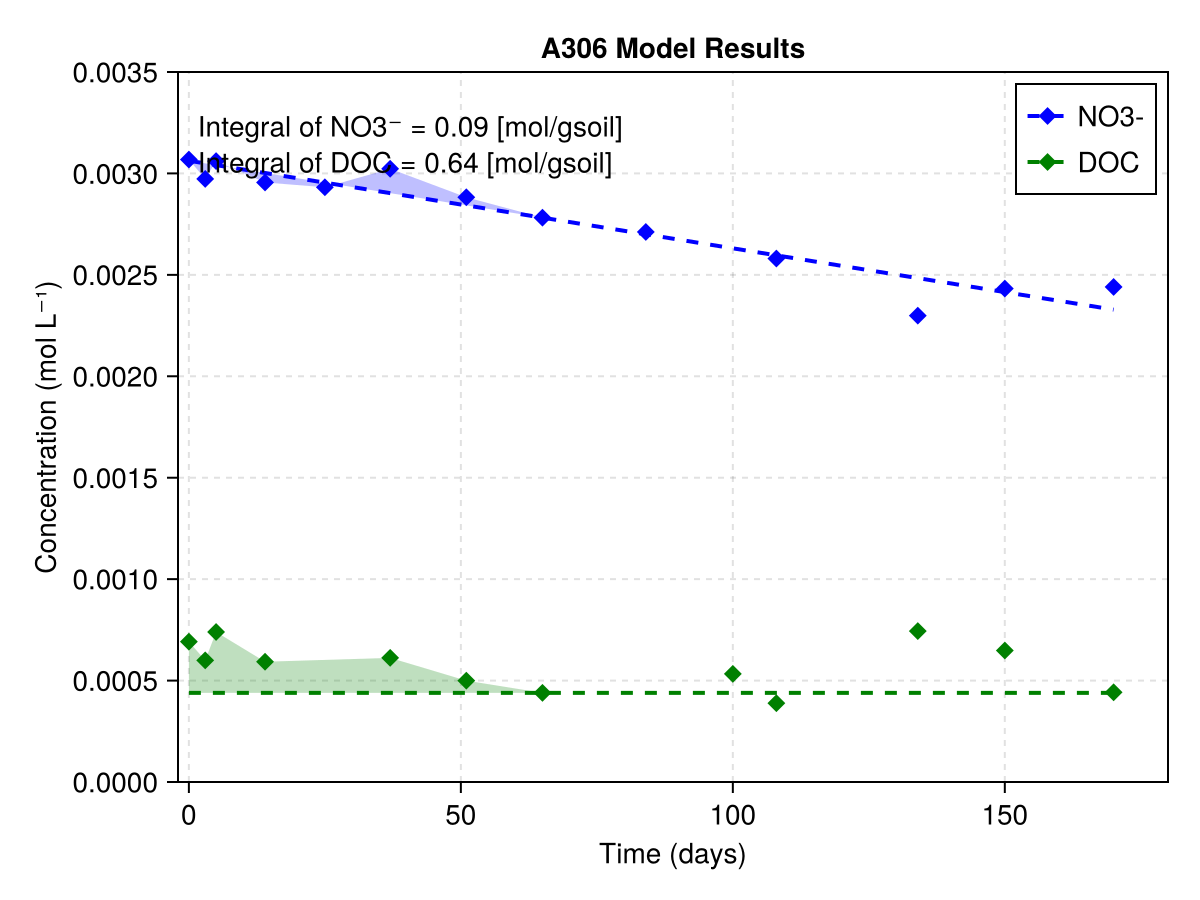 A306 Model Results
0.0035
0.0030
0.0025
0.0020
0.0015
0.0010
0.0005
0.0000
Concentration (mol L⁻¹)
Integral of NO3⁻ = 0.09 [mol/gsoil]
Integral of DOC = 0.64 [mol/gsoil]
NO3-
DOC
0 50 100 150
Time (days)